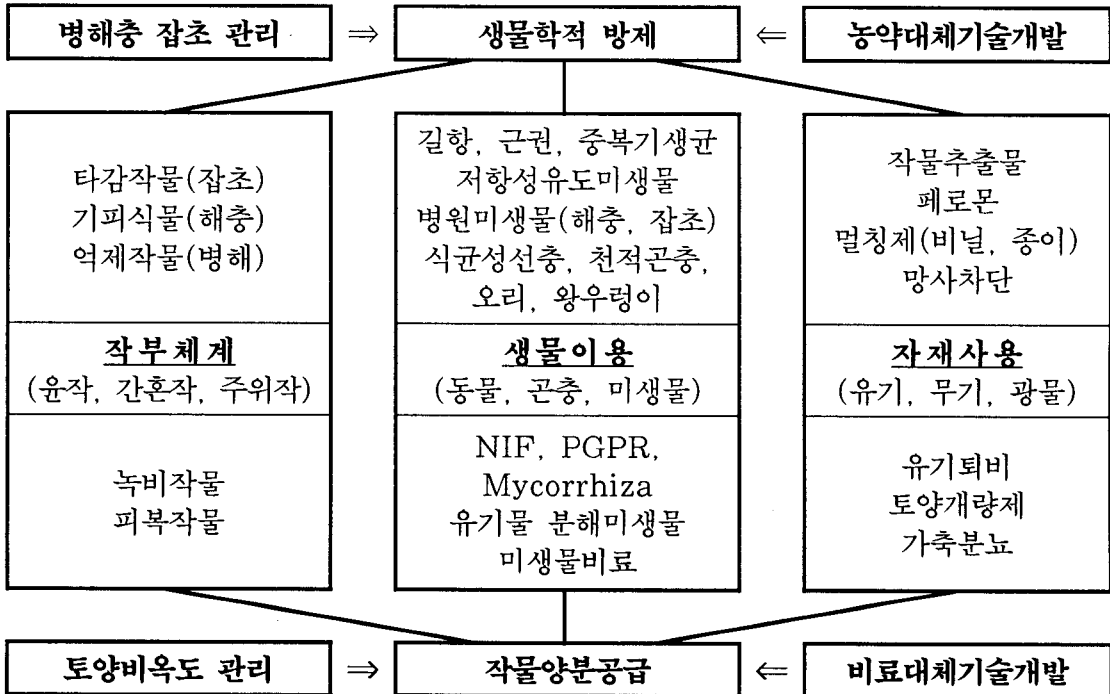 병해충 잡초 관리 ⇒ 생물학적 방제 ⇐ 농약대체기술개발
타감작물(잡초)
기피식물(해충)
억제작물(병해)
작부체계
(윤작, 간혼작, 주위작)
녹비작물
피복작물
길항, 근권, 중복기생균
저항성유도미생물
병원미생물(해충, 잡초)
식균성선충, 천적곤충,
오리, 왕우렁이
생물이용
(동물, 곤충, 미생물)
NIF, PGPR,
Mycorrhiza
유기물 분해미생물
미생물비료
작물추출물
페로몬
멀칭제(비닐, 종이)
망사차단
자재사용
(유기, 무기, 광물)
유기퇴비
토양개량제
가축분뇨
토양비옥도 관리 ⇒ 작물양분공급 ⇐ 비료대체기술개발